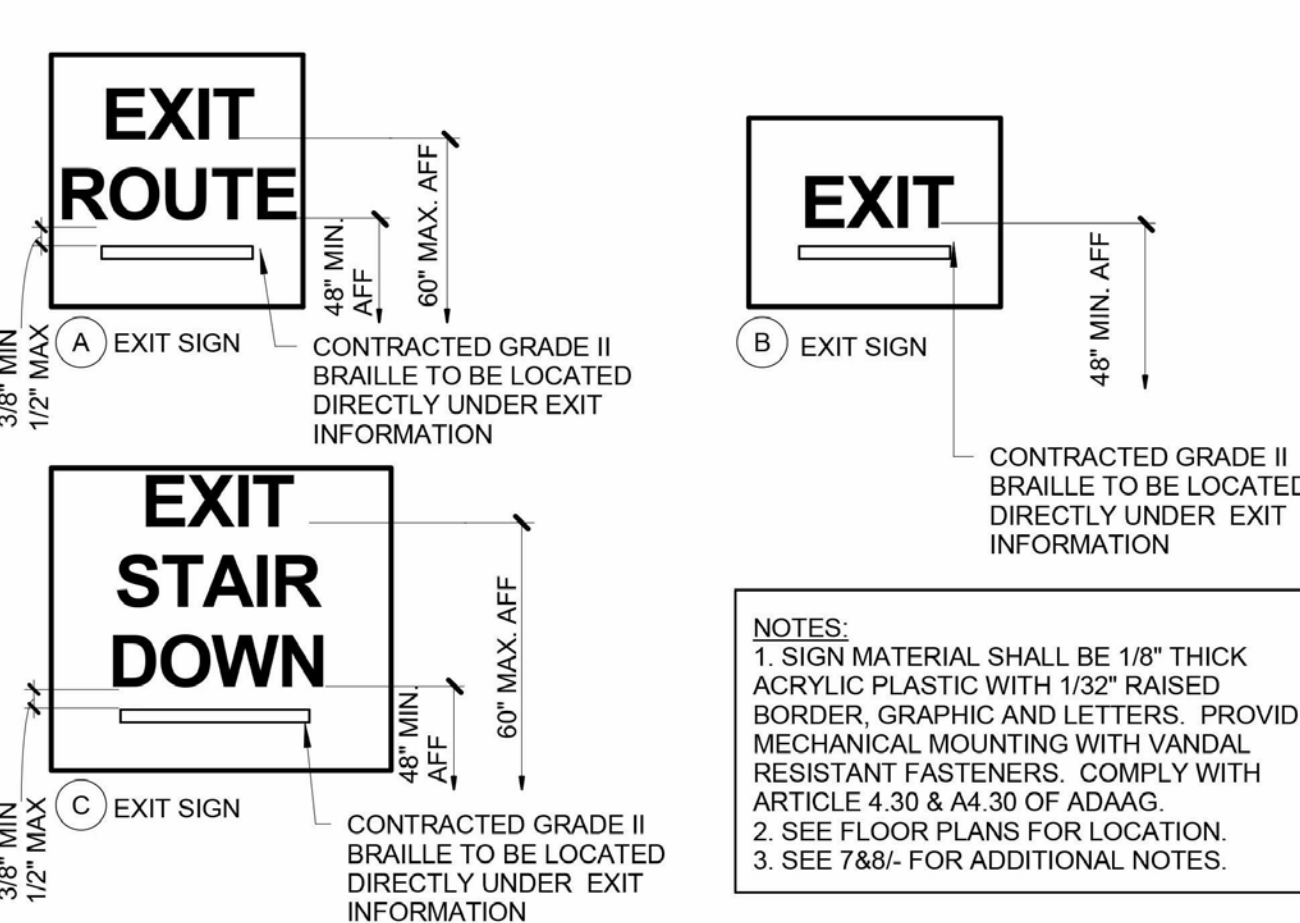 EXIT
ROUTE
3/8" MIN
1/2" MAX
48" MIN.
AFF
60" MAX. AFF
A EXIT SIGN
CONTRACTED GRADE II
BRAILLE TO BE LOCATED
DIRECTLY UNDER EXIT
INFORMATION
EXIT
48" MIN. AFF
B EXIT SIGN
CONTRACTED GRADE II
BRAILLE TO BE LOCATED
DIRECTLY UNDER EXIT
INFORMATION
EXIT
STAIR
DOWN
3/8" MIN
1/2" MAX
48" MIN.
AFF
60" MAX. AFF
C EXIT SIGN
CONTRACTED GRADE II
BRAILLE TO BE LOCATED
DIRECTLY UNDER EXIT
INFORMATION
NOTES:
1. SIGN MATERIAL SHALL BE 1/8" THICK
ACRYLIC PLASTIC WITH 1/32" RAISED
BORDER, GRAPHIC AND LETTERS. PROVID
MECHANICAL MOUNTING WITH VANDAL
RESISTANT FASTENERS. COMPLY WITH
ARTICLE 4.30 & A4.30 OF ADAAG.
2. SEE FLOOR PLANS FOR LOCATION.
3. SEE 7&8/- FOR ADDITIONAL NOTES.